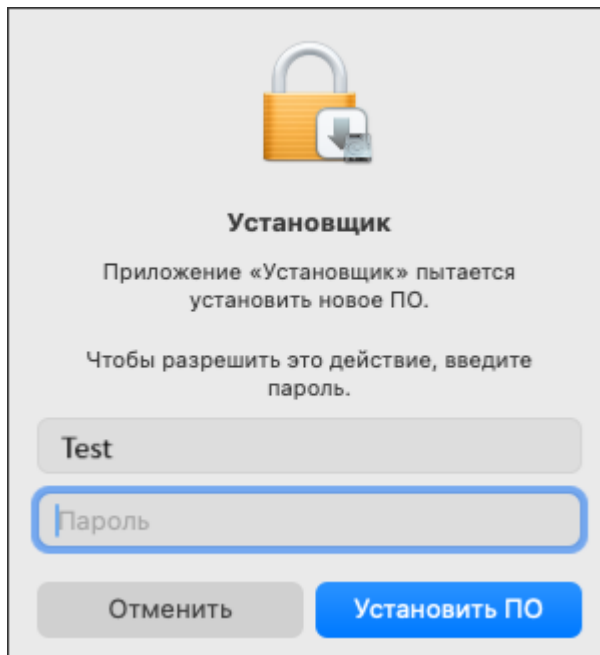 Установщик
Приложение «Установщик» пытается
установить новое ПО.
Чтобы разрешить это действие, введите
пароль.
Test
Пароль
Отменить
Установить ПО